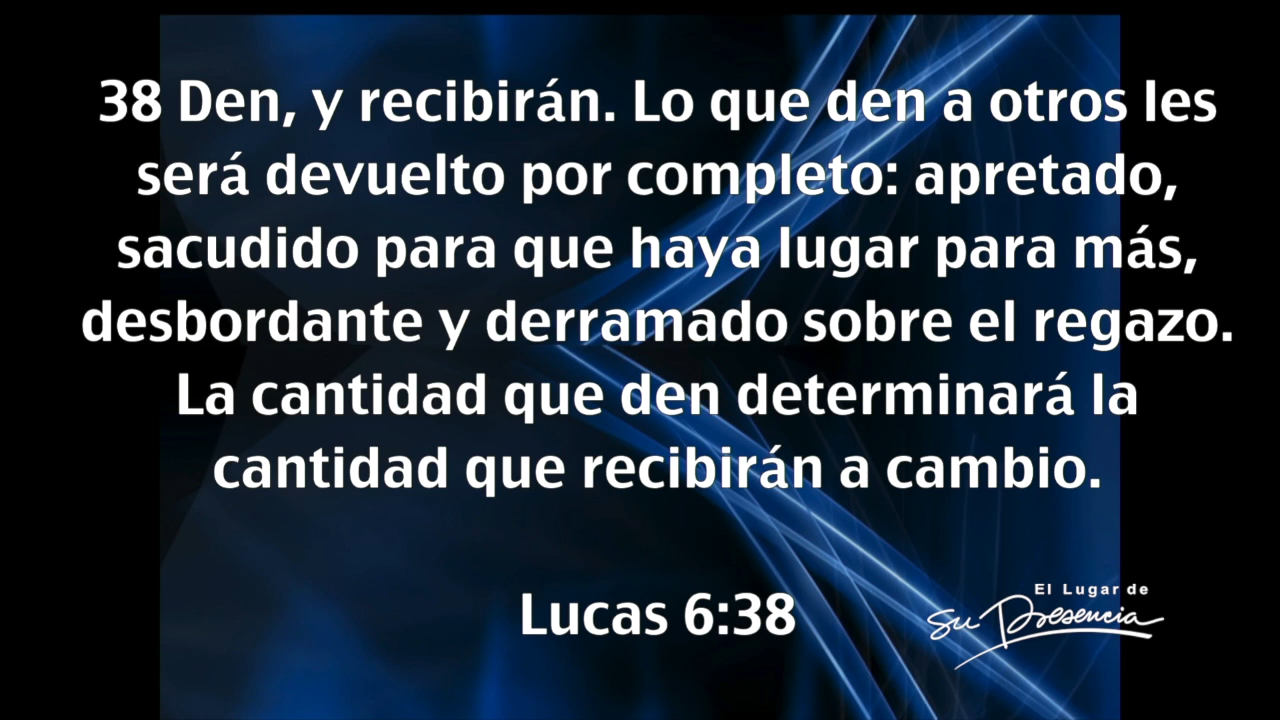 38 Den, y recibirán. Lo que den a otros les
será devuelto por completo: apretado,
sacudido para que haya lugar para más,
desbordante y derramado sobre el regazo.
La cantidad que den determinará la
cantidad que recibirán a cambio.
Lucas 6:38
El Lugar de
Su Presencia